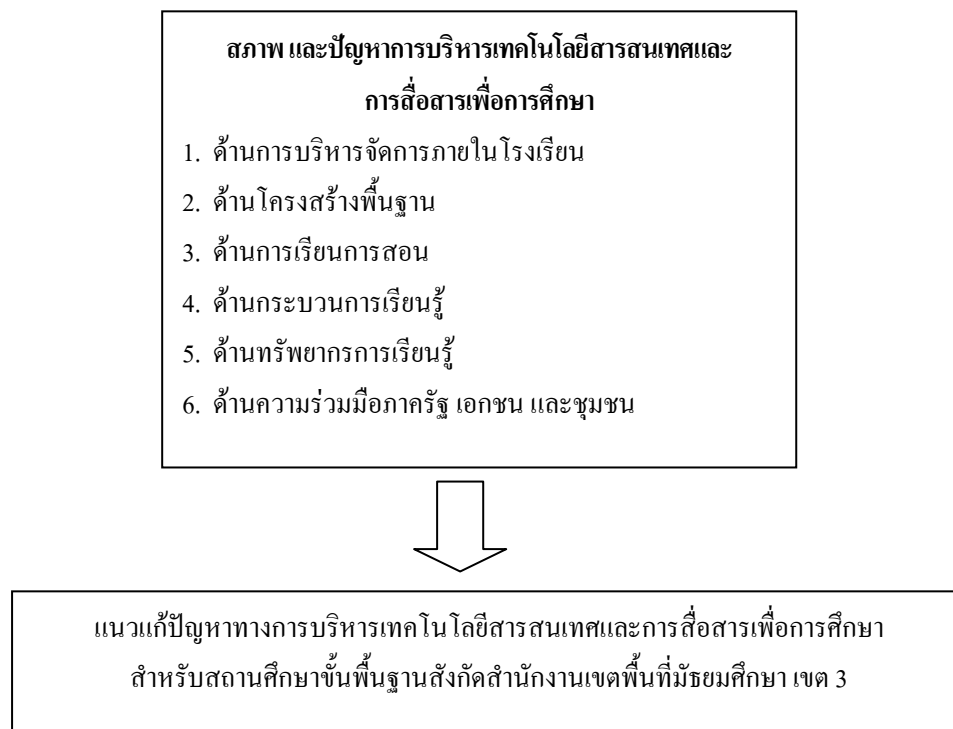 สภาพ และปัญหาการบริหารเทคโนโลยีสารสนเทศและ
การสื่อสารเพื่อการศึกษา
1. ด้านการบริหารจัดการภายในโรงเรียน
2. ด้านโครงสร้างพื้นฐาน
3. ด้านการเรียนการสอน
4. ด้านกระบวนการเรียนรู้
5. ด้านทรัพยากรการเรียนรู้
6. ด้านความร่วมมือภาครัฐ เอกชน และชุมชน
แนวแก้ปัญหาทางการบริหารเทคโนโลยีสารสนเทศและการสื่อสารเพื่อการศึกษา
สำหรับสถานศึกษาขั้นพื้นฐานสังกัดสำนักงานเขตพื้นที่มัธยมศึกษา เขต 3